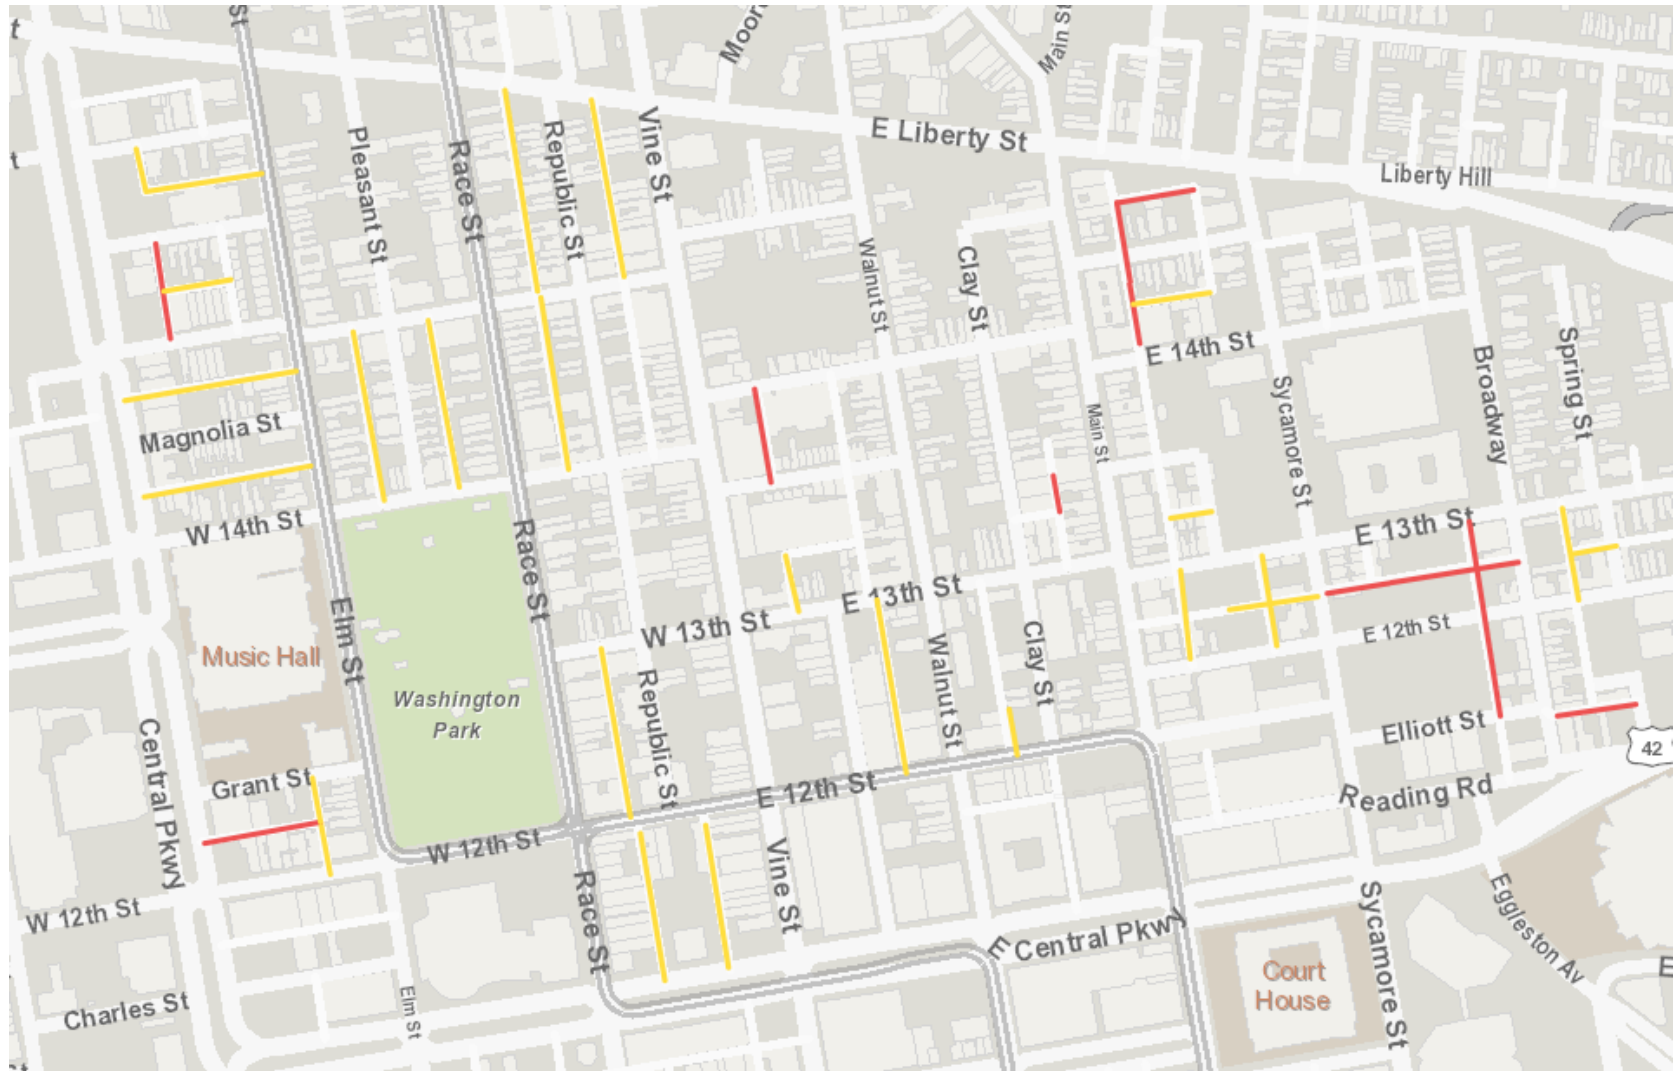 St
t
Moor
Main St
E Liberty St
Vine St
Republic St
Pleasant St
Race St
t
Liberty Hill
Walnut St
Clay St
E 14th St
Broadway
Spring St
Magnolia St
Main St
Sycamore St
W 14th St
Race St
E 13th St
E 13th St
W 13th St
E 12th St
Elm St
Music Hall
Washington
Park
Republic St
Walnut St
Clay St
Elliott St
42
Central Pkwy
Grant St
E 12th St
Reading Rd
W 12th St
Vine St
Race St
W 12th St
E Central Pkwy
Sycamore St
Eggleston Av
E
Court
House
Charles St
Elm St